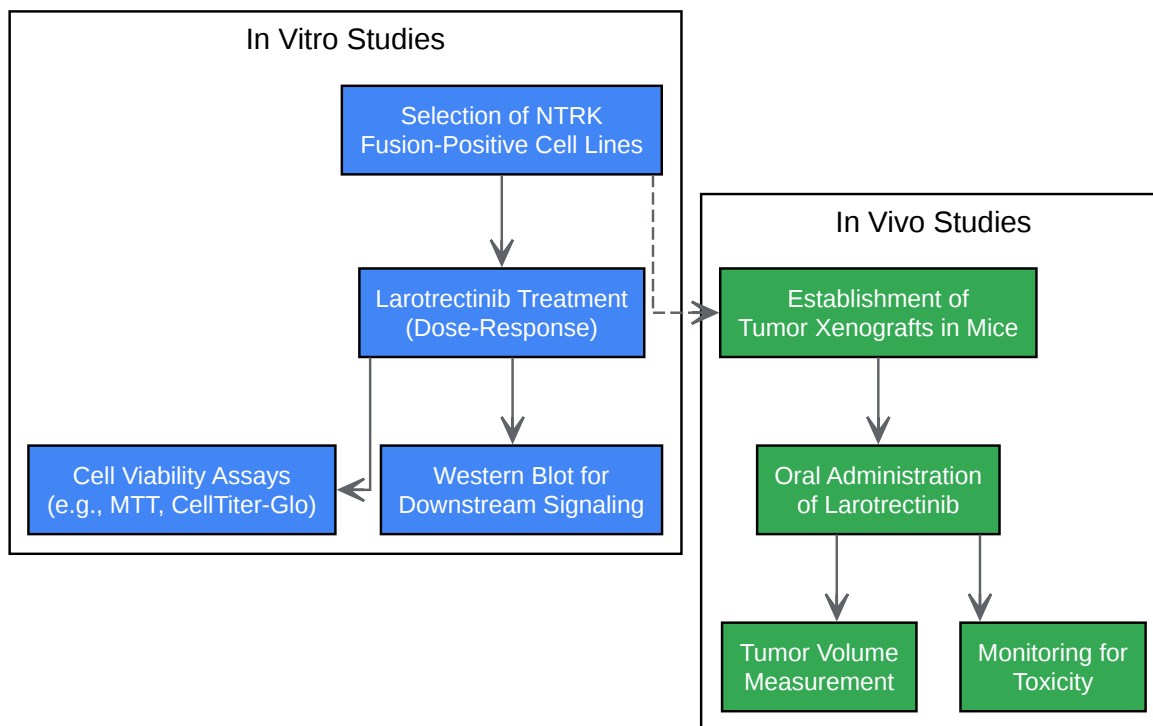 In Vitro Studies
Selection of NTRK
Fusion-Positive Cell Lines
Larotrectinib Treatment
(Dose-Response)
Cell Viability Assays
(e.g., MTT, CellTiter-Glo)
Western Blot for
Downstream Signaling
In Vivo Studies
Establishment of
Tumor Xenografts in Mice
Oral Administration
of Larotrectinib
Tumor Volume
Measurement
Monitoring for
Toxicity